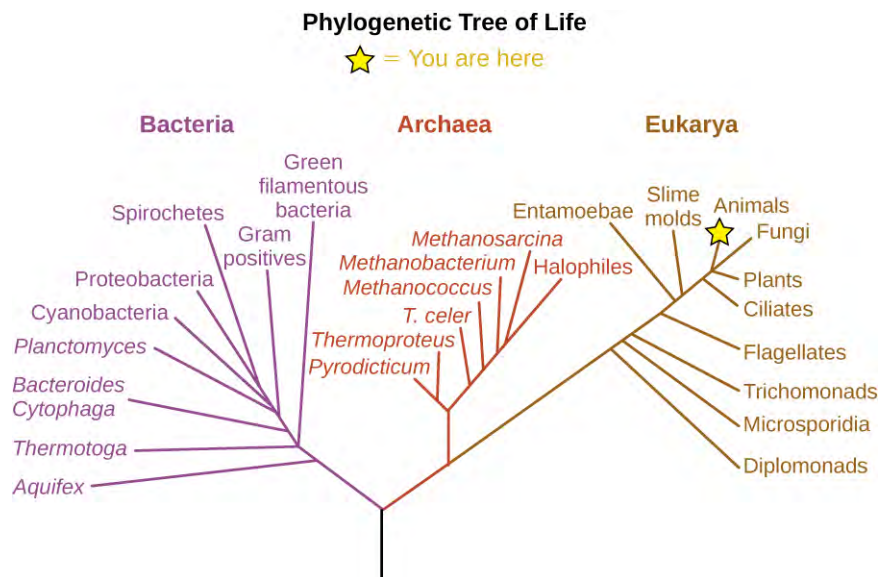 Phylogenetic Tree of Life
= You are here
Bacteria
Archaea
Eukarya
Green
filamentous
bacteria
Spirochetes
Gram
positives
Proteobacteria
Cyanobacteria
Planctomyces
Bacteroides
Cytophaga
Thermotoga
Aquifex
Methanosarcina
Methanobacterium
Halophiles
Methanococcus
T. celer
Thermoproteus
Pyrodicticum
Entamoebae
Slime
molds
Animals
Fungi
Plants
Ciliates
Flagellates
Trichomonads
Microsporidia
Diplomonads